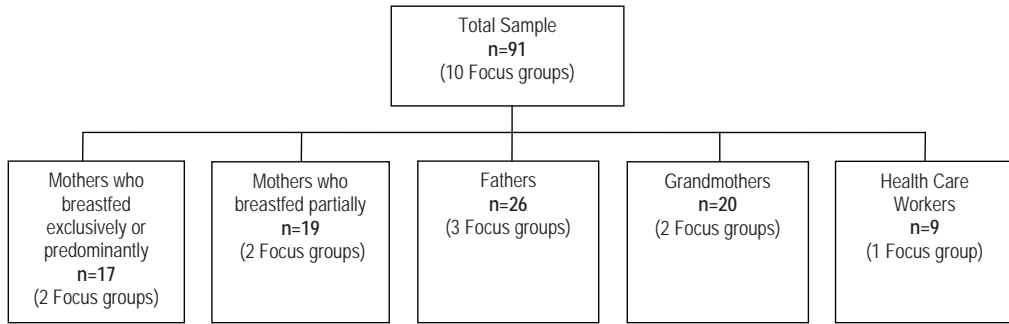 Total Sample
n=91
(10 Focus groups)
Mothers who
breastfed
exclusively or
predominantly
n=17
(2 Focus groups)
Mothers who
breastfed partially
n=19
(2 Focus groups)
Fathers
n=26
(3 Focus groups)
Grandmothers
n=20
(2 Focus groups)
Health Care
Workers
n=9
(1 Focus group)